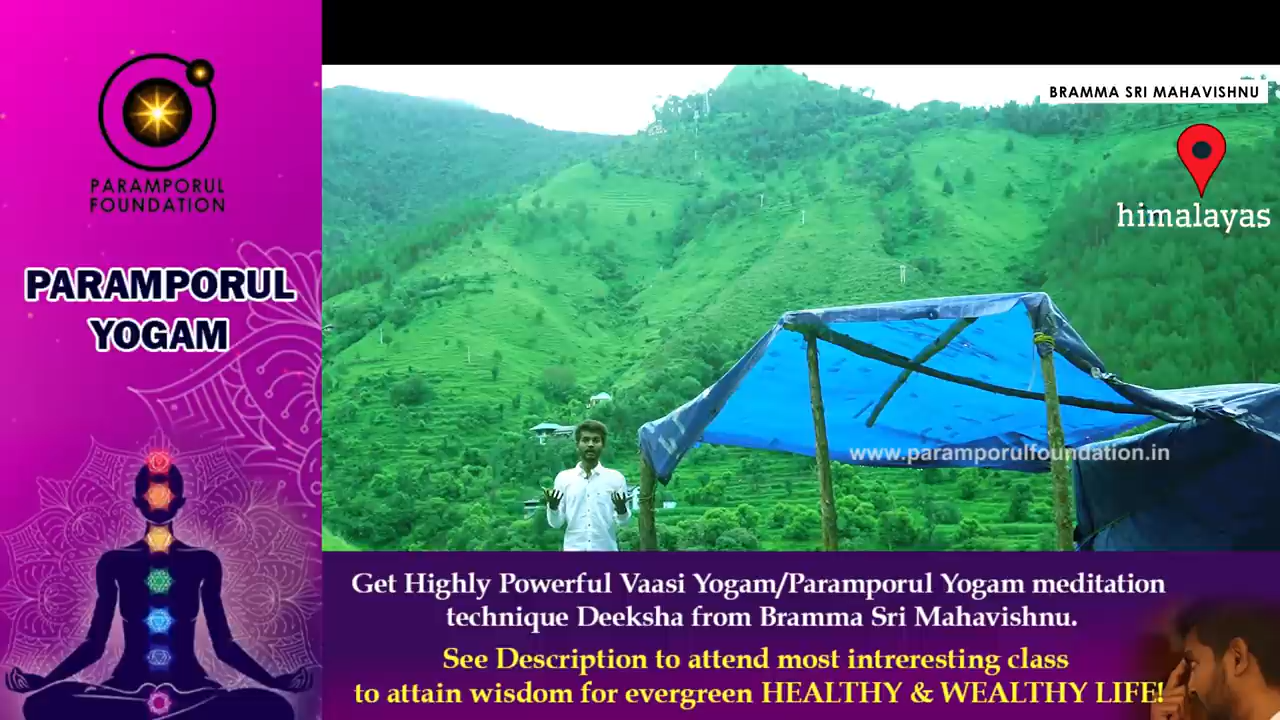 PARAMPORUL
FOUNDATION
PARAMPORUL
YOGAM
BRAMMA SRI MAHAVISHNU
himalayas
www.paramporulfoundation.in
Get Highly Powerful Vaasi Yogam/Paramporul Yogam meditation
technique Deeksha from Bramma Sri Mahavishnu.
See Description to attend most intreresting class
to attain wisdom for evergreen HEALTHY & WEALTHY LIFE!